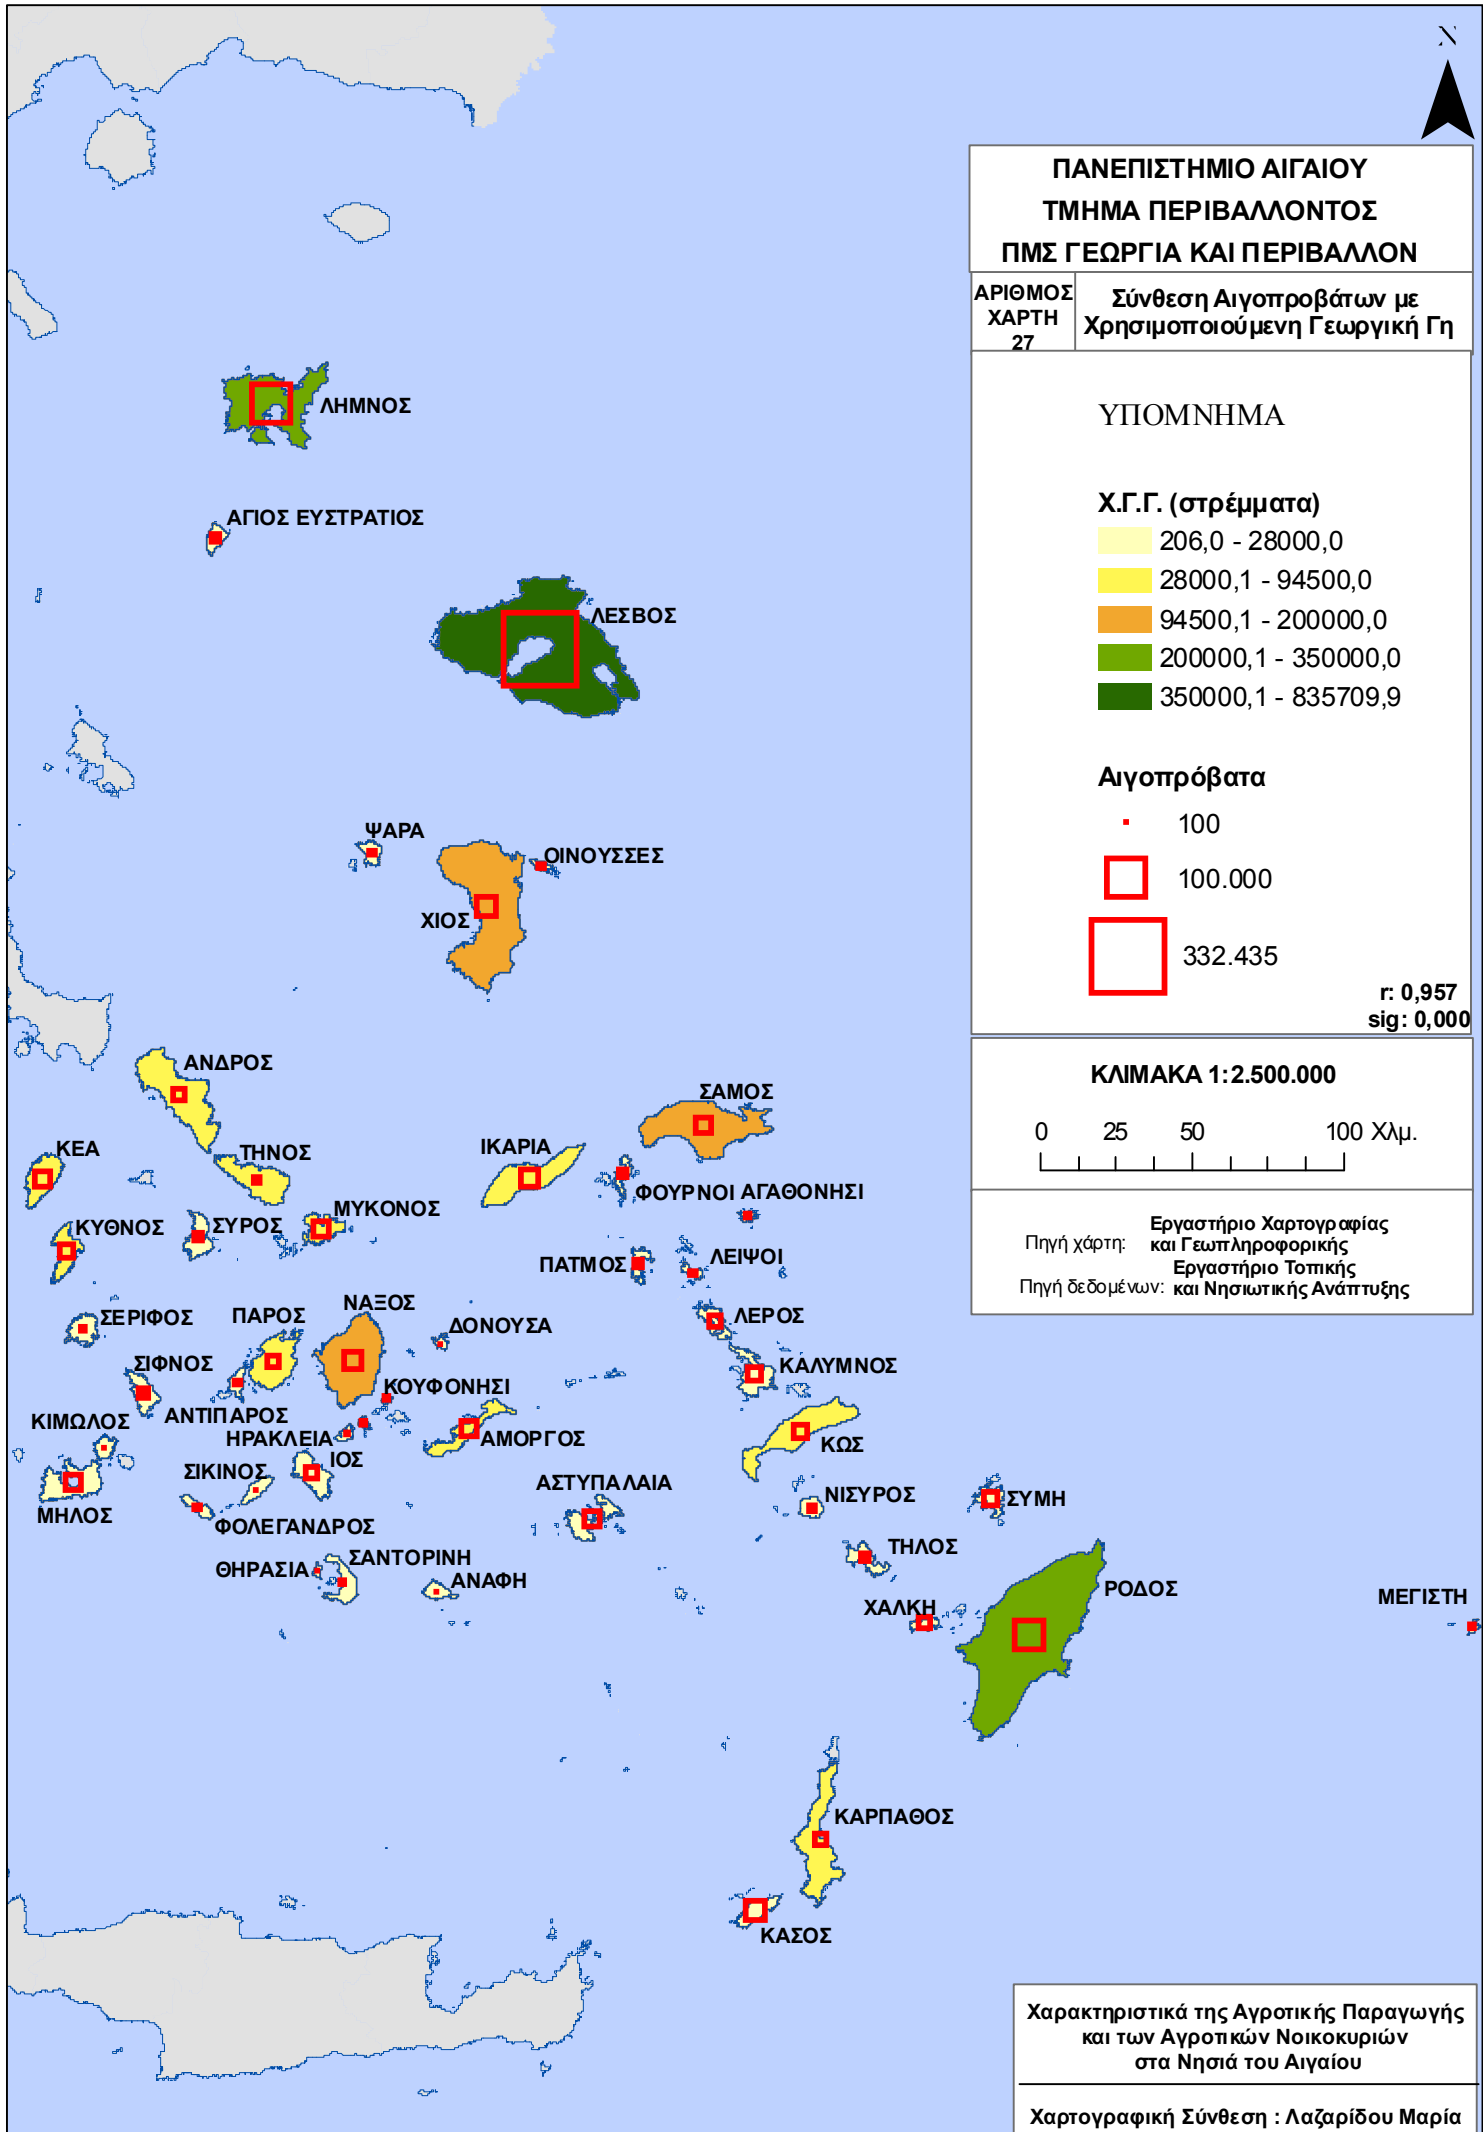 N
ΠΑΝΕΠΙΣΤΗΜΙΟ ΑΙΓΑΙΟΥ
ΤΜΗΜΑ ΠΕΡΙΒΑΛΛΟΝΤΟΣ
ΠΜΣ ΓΕΩΡΓΙΑ ΚΑΙ ΠΕΡΙΒΑΛΛΟΝ
ΑΡΙΘΜΟΣ
ΧΑΡΤΗ
27
Σύνθεση Αιγοπροβάτων με
Χρησιμοποιούμενη Γεωργική Γη
ΥΠΟΜΝΗΜΑ
Χ.Γ.Γ. (στρέμματα)
206,0 - 28000,0
28000,1 - 94500,0
94500,1 - 200000,0
200000,1 - 350000,0
350000,1 - 835709,9
Αιγοπρόβατα
100
100.000
332.435
r: 0,957
sig: 0,000
ΚΛΙΜΑΚΑ 1:2.500.000
0 25 50 100 Χλμ.
Πηγή χάρτη: Εργαστήριο Χαρτογραφίας
και Γεωπληροφορικής
Πηγή δεδομένων: Εργαστήριο Τοπικής
και Νησιωτικής Ανάπτυξης
ΛΗΜΝΟΣ
ΑΓΙΟΣ ΕΥΣΤΡΑΤΙΟΣ
ΛΕΣΒΟΣ
ΨΑΡΑ
ΟΙΝΟΥΣΣΕΣ
ΧΙΟΣ
ΑΝΔΡΟΣ
ΣΑΜΟΣ
ΚΕΑ
ΤΗΝΟΣ
ΙΚΑΡΙΑ
ΦΟΥΡΝΟΙ
ΑΓΑΘΟΝΗΣΙ
ΜΥΚΟΝΟΣ
ΚΥΘΝΟΣ
ΣΥΡΟΣ
ΠΑΤΜΟΣ
ΛΕΙΨΟΙ
ΣΕΡΙΦΟΣ
ΠΑΡΟΣ
ΝΑΞΟΣ
ΔΟΝΟΥΣΑ
ΛΕΡΟΣ
ΣΙΦΝΟΣ
ΚΑΛΥΜΝΟΣ
ΚΟΥΦΟΝΗΣΙ
ΑΝΤΙΠΑΡΟΣ
ΚΙΜΩΛΟΣ
ΗΡΑΚΛΕΙΑ
ΑΜΟΡΓΟΣ
ΚΩΣ
ΙΟΣ
ΣΙΚΙΝΟΣ
ΑΣΤΥΠΑΛΑΙΑ
ΝΙΣΥΡΟΣ
ΣΥΜΗ
ΜΗΛΟΣ
ΦΟΛΕΓΑΝΔΡΟΣ
ΤΗΛΟΣ
ΣΑΝΤΟΡΙΝΗ
ΘΗΡΑΣΙΑ
ΑΝΑΦΗ
ΡΟΔΟΣ
ΜΕΓΙΣΤΗ
ΧΑΛΚΗ
ΚΑΡΠΑΘΟΣ
ΚΑΣΟΣ
Χαρακτηριστικά της Αγροτικής Παραγωγής
και των Αγροτικών Νοικοκυριών
στα Νησιά του Αιγαίου
Χαρτογραφική Σύνθεση : Λαζαρίδου Μαρία